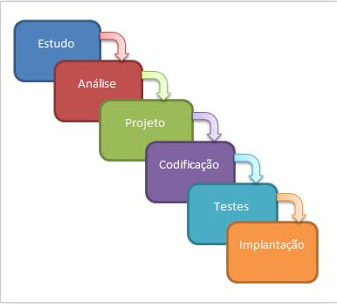 Estudo
Análise
Projeto
Codificação
Testes
Implantação